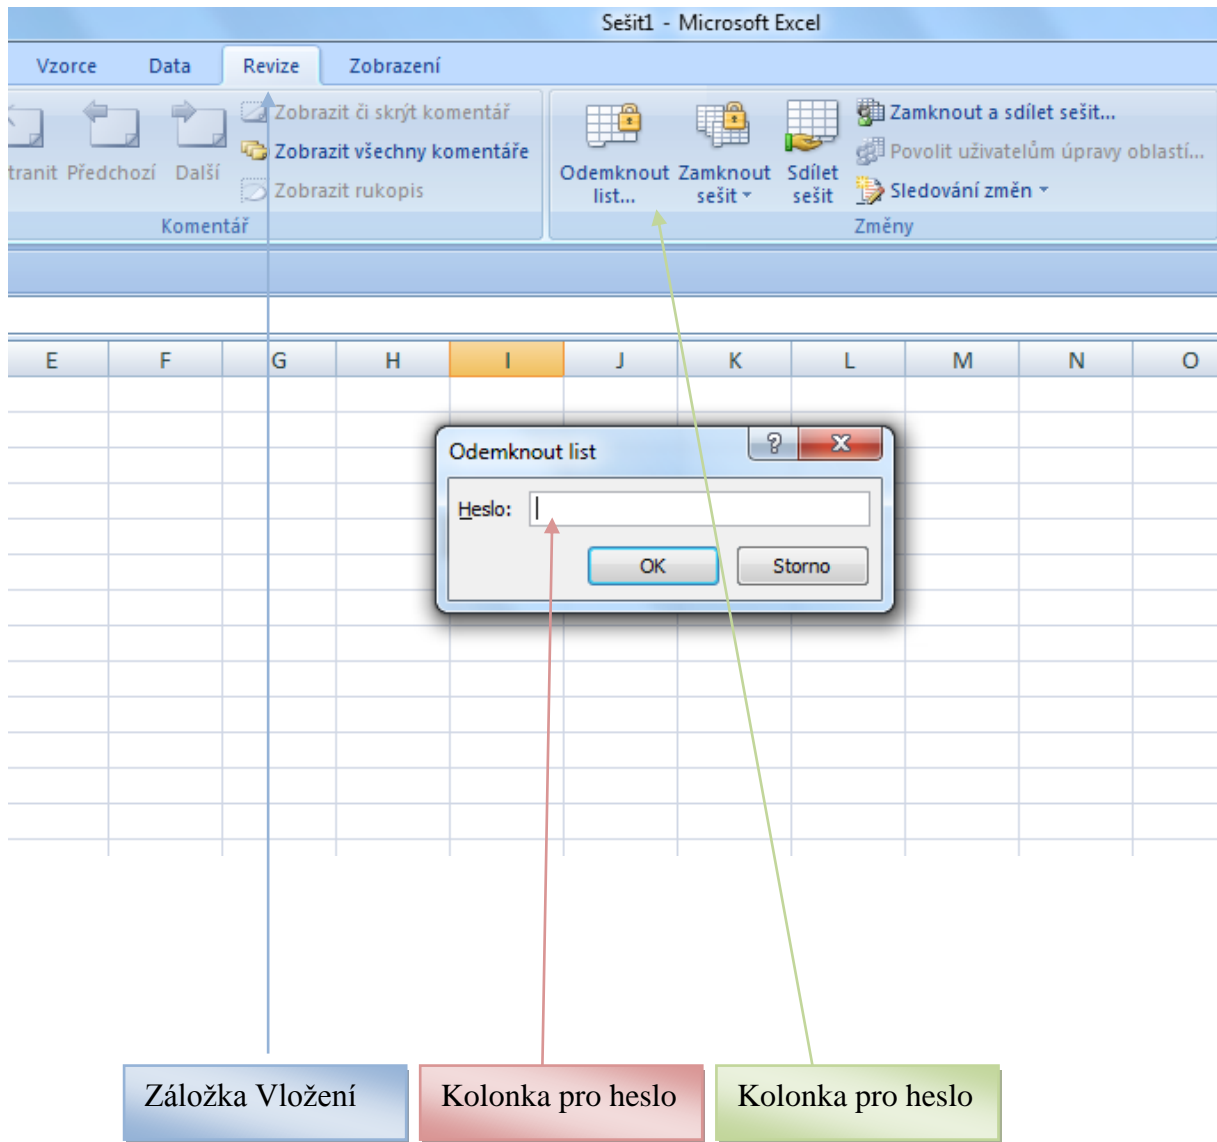 Sešit1 - Microsoft Excel
Vzorce Data Revize Zobrazení
Zobrazit či skrýt komentář
Zobrazit všechny komentáře
Zobrazit rukopis
tranit Předchozí Další
Komentář
Odemknout list...
Zamknout sešit
Sdílet sešit
Zamknout a sdílet sešit...
Povolit uživatelům úpravy oblastí...
Sledování změn
Změny
E F G H I J K L M N O
Odemknout list
?
Heslo:
OK Storno
Záložka Vložení
Kolonka pro heslo
Kolonka pro heslo